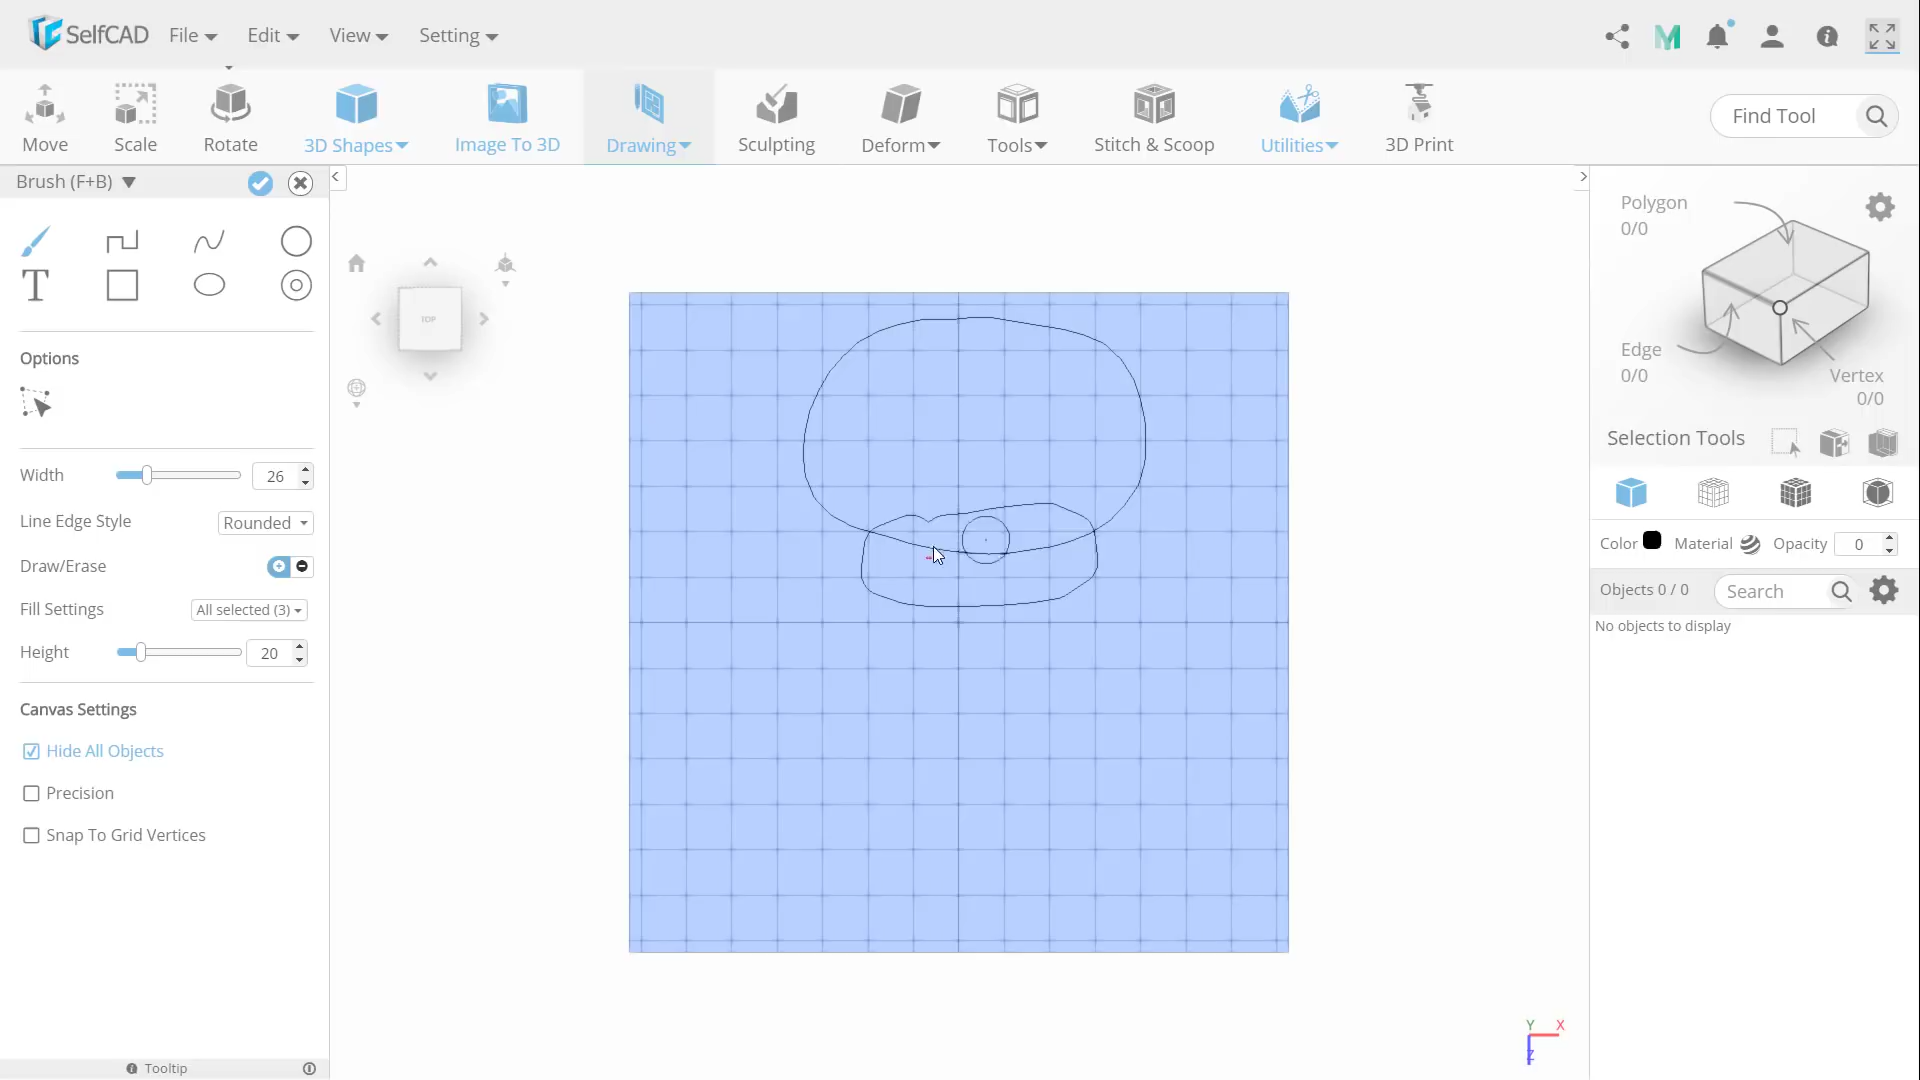 SelfCAD File Edit View Setting
Move Scale Rotate 3D Shapes Image To 3D Drawing Sculpting Deform Tools Stitch & Scoop Utilities 3D Print Find Tool
Brush (F+B)
T
Options
Width 26
Line Edge Style Rounded
Draw/Erase
Fill Settings All selected (3)
Height 20
Canvas Settings
Hide All Objects
Precision
Snap To Grid Vertices
Tooltip
TOP
Y X
Z
Polygon
0/0
Edge
0/0
Vertex
0/0
Selection Tools
Color Material Opacity 0
Objects 0 / 0 Search
No objects to display